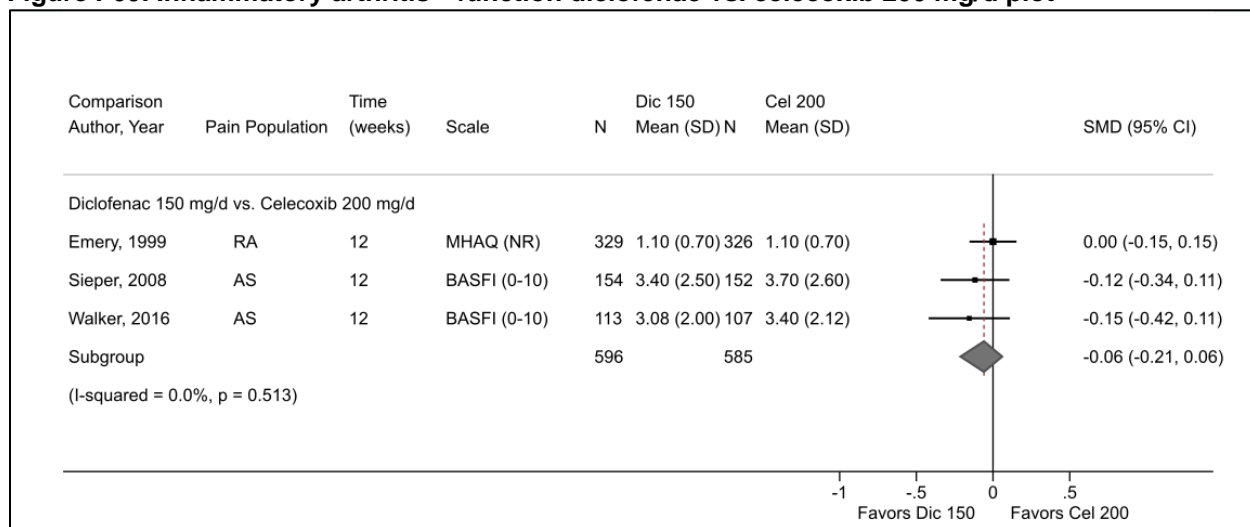 Figure Inflammatory arthritis – function diclofenac vs. celecoxib 200 mg/d plot
Comparison Time Dic 150 Cel 200
Author, Year Pain Population (weeks) Scale N Mean (SD) N Mean (SD) SMD (95% CI)
Diclofenac 150 mg/d vs. Celecoxib 200 mg/d
Emery, 1999 RA 12 MHAQ (NR) 329 1.10 (0.70) 326 1.10 (0.70) 0.00 (-0.15, 0.15)
Sieper, 2008 AS 12 BASFI (0-10) 154 3.40 (2.50) 152 3.70 (2.60) -0.12 (-0.34, 0.11)
Walker, 2016 AS 12 BASFI (0-10) 113 3.08 (2.00) 107 3.40 (2.12) -0.15 (-0.42, 0.11)
Subgroup 596 585 -0.06 (-0.21, 0.06)
(I-squared = 0.0%, p = 0.513)
-1 -.5 0 .5
Favors Dic 150 Favors Cel 200